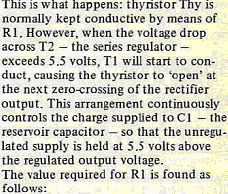 This is what happens: thyristor Thy is
normally kept conductive by means of
R1. However, when the voltage drop
across T2 — the series regulator —
exceeds 5.5 volts, T1 will start to con-
duct, causing the thyristor to 'open' at
the next zero-crossing of the rectifier
output. This arrangement continuously
controls the charge supplied to C1 — the
reservoir capacitor — so that the unregu-
lated supply is held at 5.5 volts above
the regulated output voltage.
The value required for R1 is found as
follows: